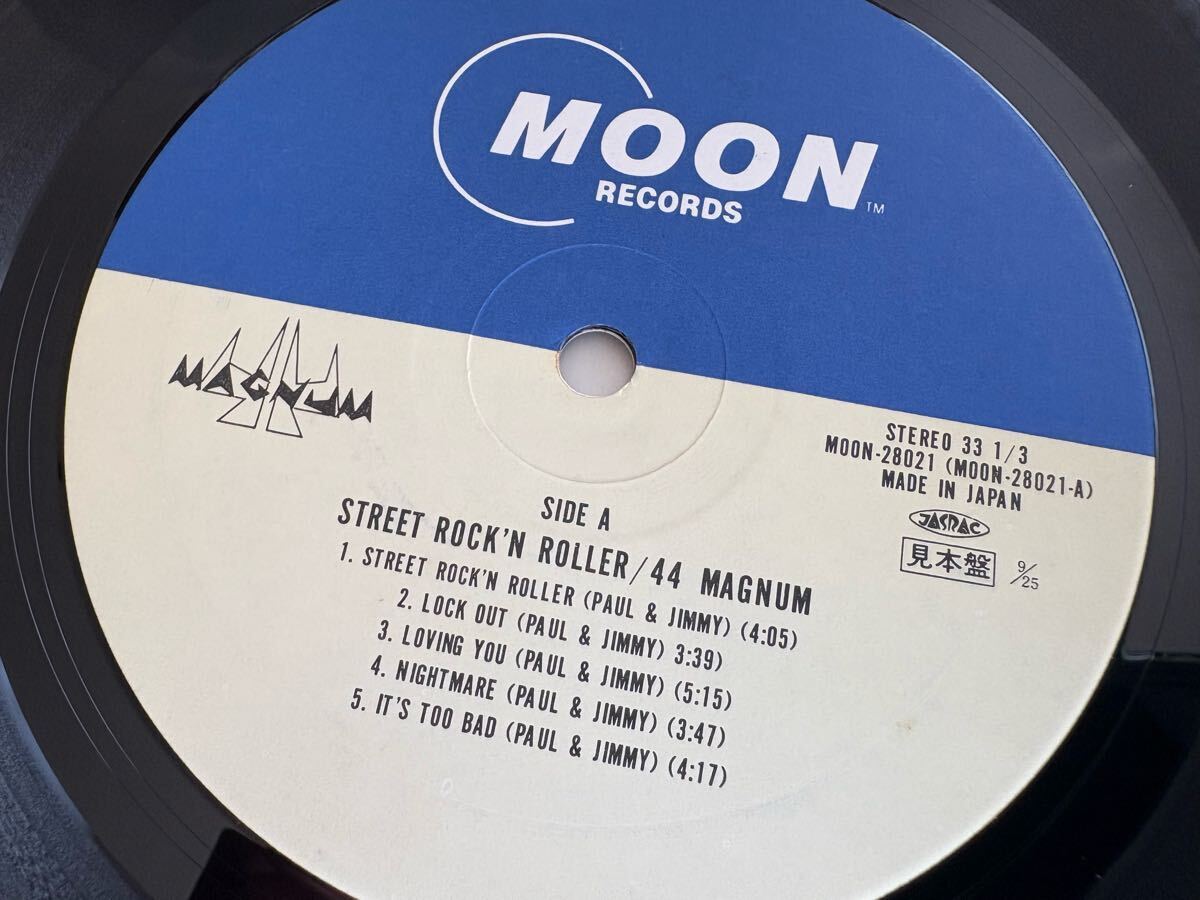 MOON
RECORDS
TM
44
MAGNUM
STEREO 33 1/3
MOON-28021 (MOON-28021-A)
MADE IN JAPAN
JASRAC
見本盤 9/25
SIDE A
STREET ROCK'N ROLLER/44 MAGNUM
1. STREET ROCK'N ROLLER (PAUL & JIMMY) (4:05)
2. LOCK OUT (PAUL & JIMMY) 3:39)
3. LOVING YOU (PAUL & JIMMY) (5:15)
4. NIGHTMARE (PAUL & JIMMY) (3:47)
5. IT'S TOO BAD (PAUL & JIMMY) (4:17)